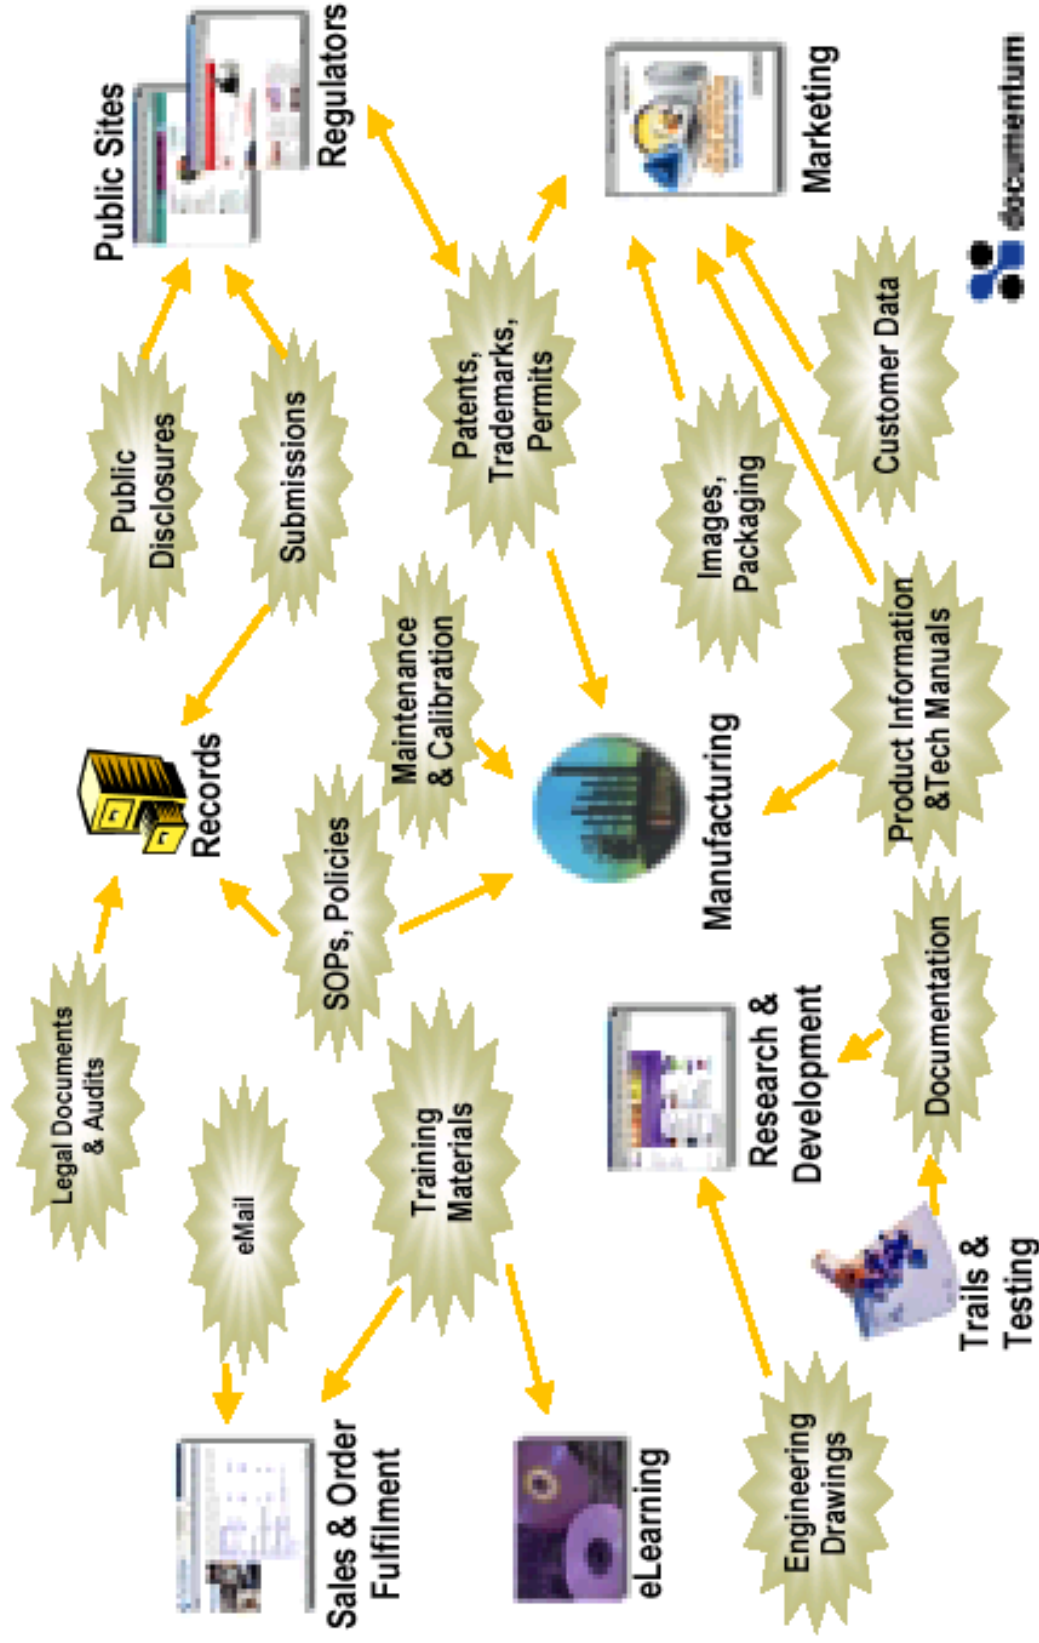 Legal Documents
& Audits
Public
Disclosures
Public Sites
eMail
Records
Submissions
Regulators
Sales & Order
Fulfilment
SOPs, Policies
Training
Materials
Maintenance
& Calibration
Patents,
Trademarks,
Permits
eLearning
Manufacturing
Images,
Packaging
Marketing
Research &
Development
Engineering
Drawings
Trails &
Testing
Documentation
Product Information
&Tech Manuals
Customer Data
documentum